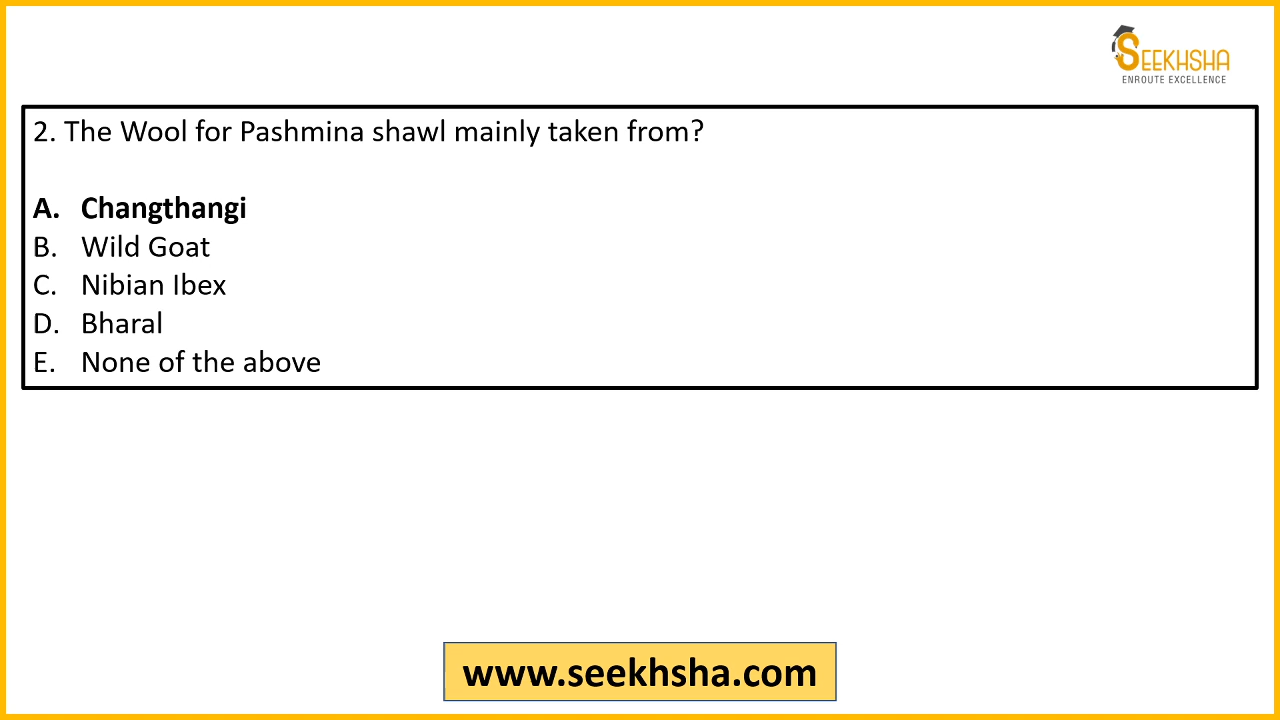 SEEKHSHA
ENROUTE EXCELLENCE
2. The Wool for Pashmina shawl mainly taken from?
A. Changthangi
B. Wild Goat
C. Nibian Ibex
D. Bharal
E. None of the above
www.seekhsha.com